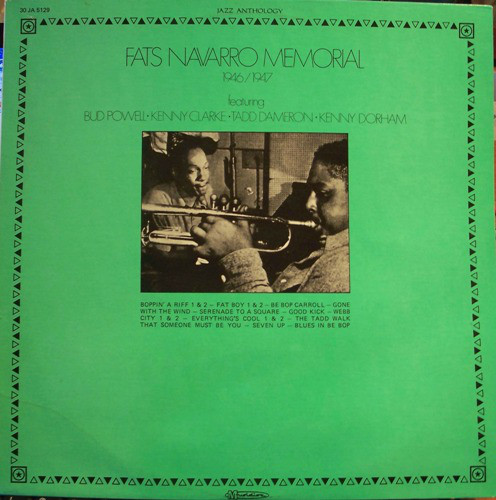 30 JA 5129
JAZZ ANTHOLOGY
FATS NAVARRO MEMORIAL
1946/1947
featuring
BUD POWELL • KENNY CLARKE • TADD DAMERON • KENNY DORHAM
BOPPIN' A RIFF 1 & 2 – FAT BOY 1 & 2 – BE BOP CARROLL – GONE
WITH THE WIND – SERENADE TO A SQUARE – GOOD KICK – WEBB
CITY 1 & 2 – EVERYTHING'S COOL 1 & 2 – THE TADD WALK
THAT SOMEONE MUST BE YOU – SEVEN UP – BLUES IN BE BOP
Musidisc